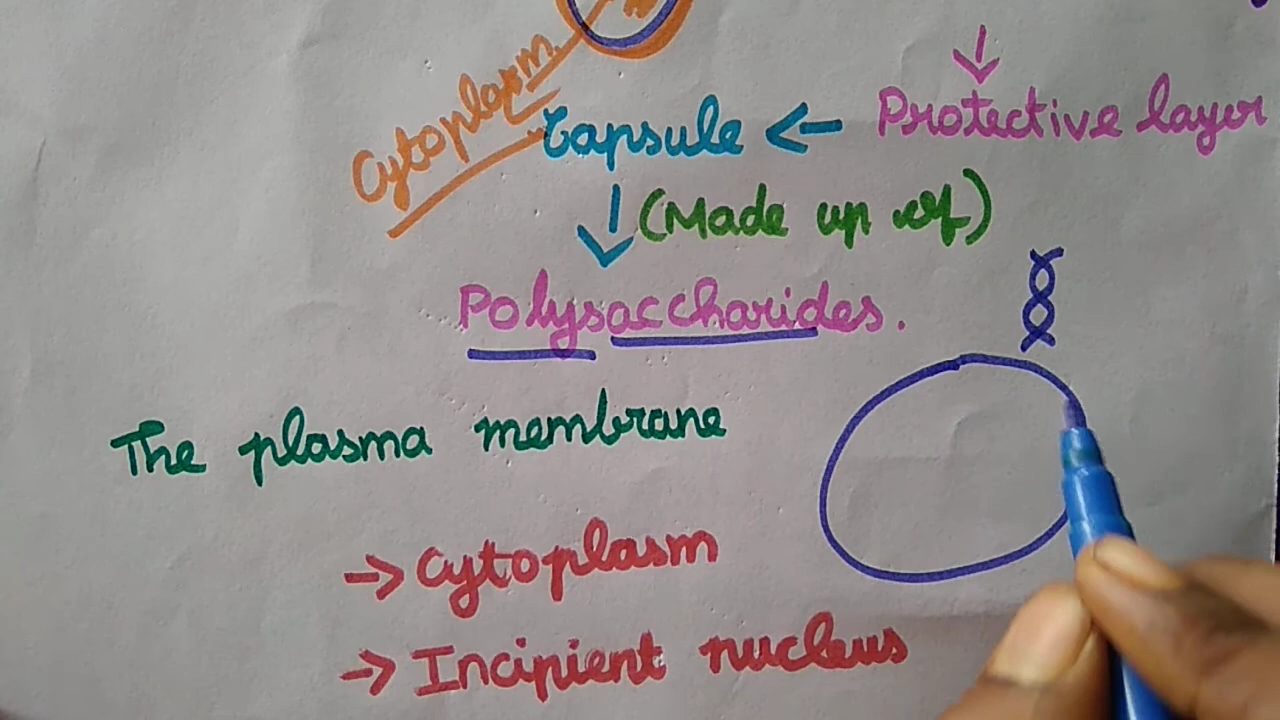 Cytoplasm
Protective layer
Capsule ←
(Made up of)
Polysaccharides.
The plasma membrane
→ Cytoplasm
→ Incipient nucleus